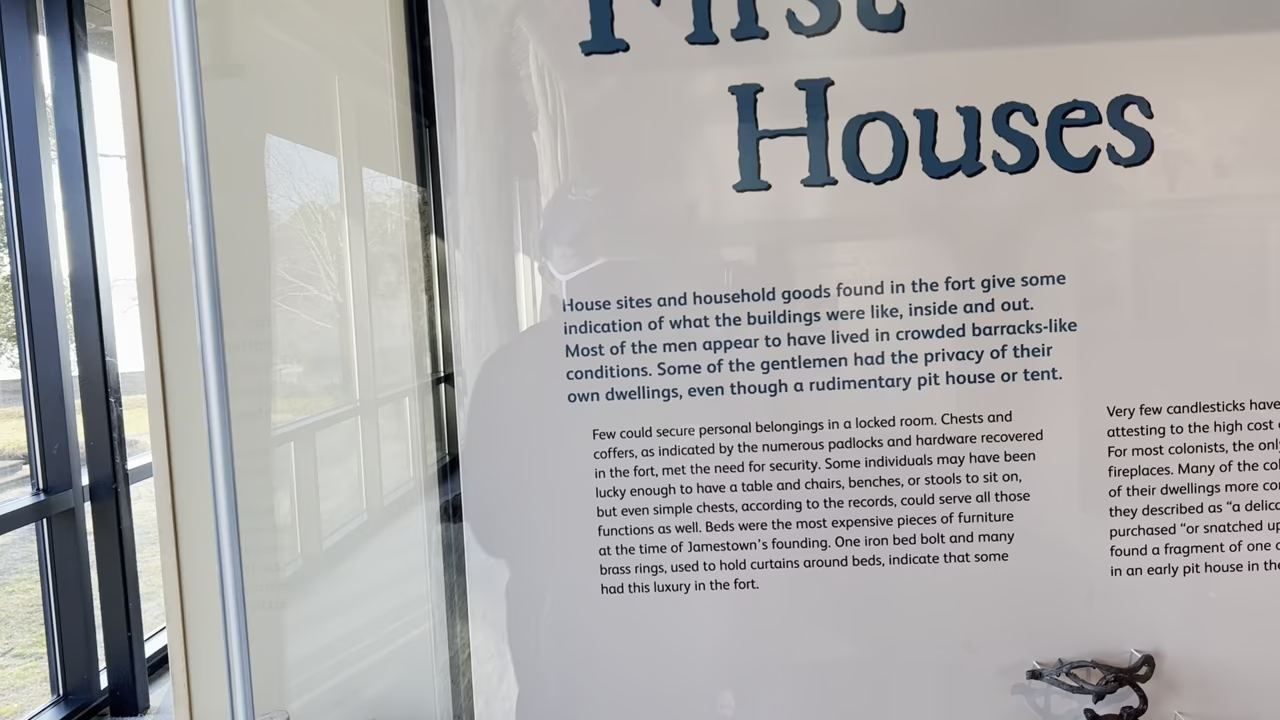 First
Houses
House sites and household goods found in the fort give some
indication of what the buildings were like, inside and out.
Most of the men appear to have lived in crowded barracks-like
conditions. Some of the gentlemen had the privacy of their
own dwellings, even though a rudimentary pit house or tent.
Few could secure personal belongings in a locked room. Chests and
coffers, as indicated by the numerous padlocks and hardware recovered
in the fort, met the need for security. Some individuals may have been
lucky enough to have a table and chairs, benches, or stools to sit on,
but even simple chests, according to the records, could serve all those
functions as well. Beds were the most expensive pieces of furniture
at the time of Jamestown's founding. One iron bed bolt and many
brass rings, used to hold curtains around beds, indicate that some
had this luxury in the fort.
Very few candlesticks have
attesting to the high cost
For most colonists, the
fireplaces. Many of the
of their dwellings more
they described as "a
purchased "or snatched up
found a fragment of one
in an early pit house in